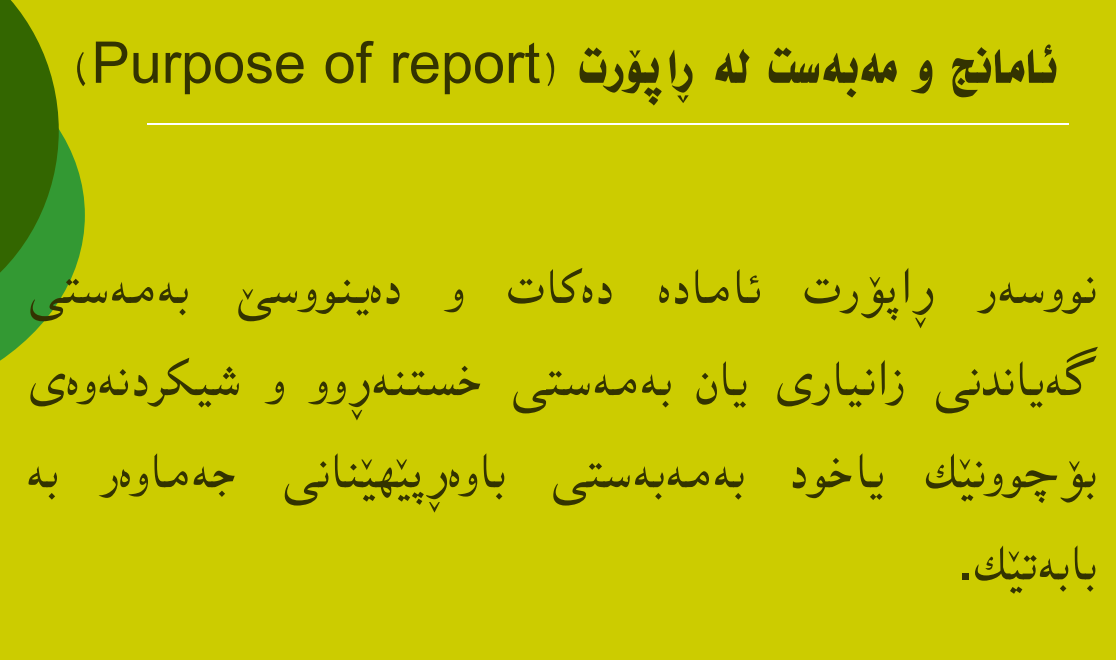 ئامانج و مەبەست لە ڕاپۆرت (Purpose of report)
نووسەر ڕاپۆرت ئامادە دەکات و دەینووسێ بەمەستی
گەیاندنی زانیاری یان بەمەستی خستنەڕوو و شیکردنەوەی
بۆچوونێك یاخود بەمەبەستی باوەڕپێهێنانی جەماوەر بە
بابەتێك.